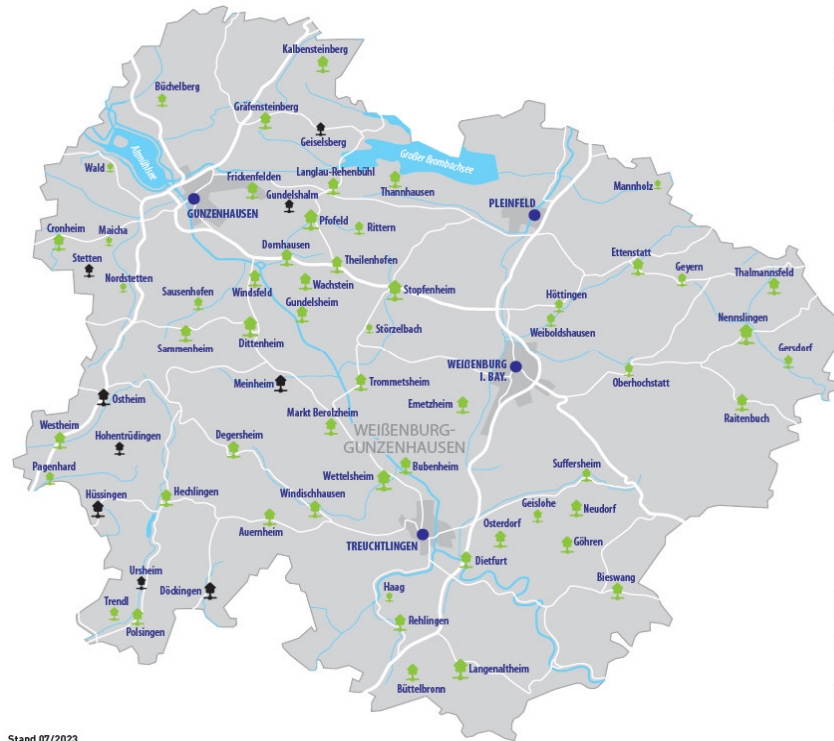 Kalbensteinberg
Büchelberg
Gräfensteinberg
Geiselsberg
Altmühlsee
Großer Brombachsee
Wald
Frickenfelden
Langlau-Rehenbühl
Thannhausen
Mannholz
Gundelshalm
GUNZENHAUSEN
PLEINFELD
Pfofeld
Rittern
Cronheim
Maicha
Stetten
Dornhausen
Theilenhofen
Ettenstatt
Geyern
Thalmannsfeld
Nordstetten
Sausenhofen
Windsfeld
Wachstein
Stopfenheim
Höttingen
Gundelsheim
Weiboldshausen
Nennslingen
Sammenheim
Dittenheim
Störzelbach
Gersdorf
WEIßENBURG
I. BAY.
Oberhochstatt
Meinheim
Trommetsheim
Ostheim
Emetzheim
Raitenbuch
Westheim
Hohentrüdingen
Degersheim
Markt Berolzheim
WEIßENBURG-
GUNZENHAUSEN
Pagenhard
Bubenheim
Suffersheim
Wettelsheim
Hüssingen
Hechlingen
Windischhausen
Geislohe
Neudorf
Auernheim
TREUCHTLINGEN
Osterdorf
Göhren
Dietfurt
Ursheim
Döckingen
Haag
Bieswang
Trendl
Polsingen
Rehlingen
Langenaltheim
Büttelbronn
Stand 07/2023